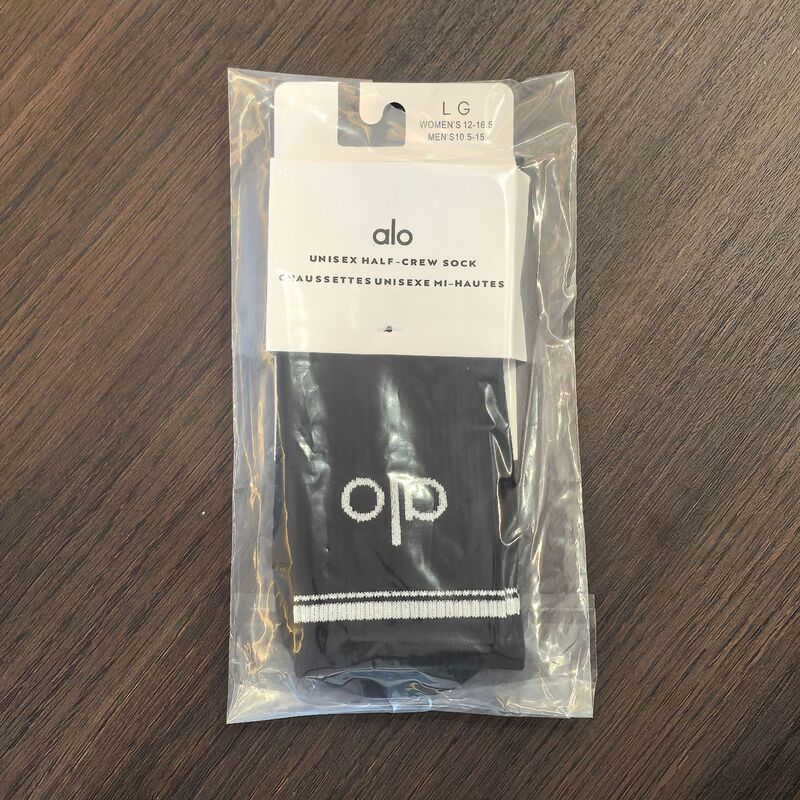 L G
WOMEN'S 12-16.5
MEN'S10.5-15
alo
UNISEX HALF-CREW SOCK
CHAUSSETTES UNISEXE MI-HAUTES
alo